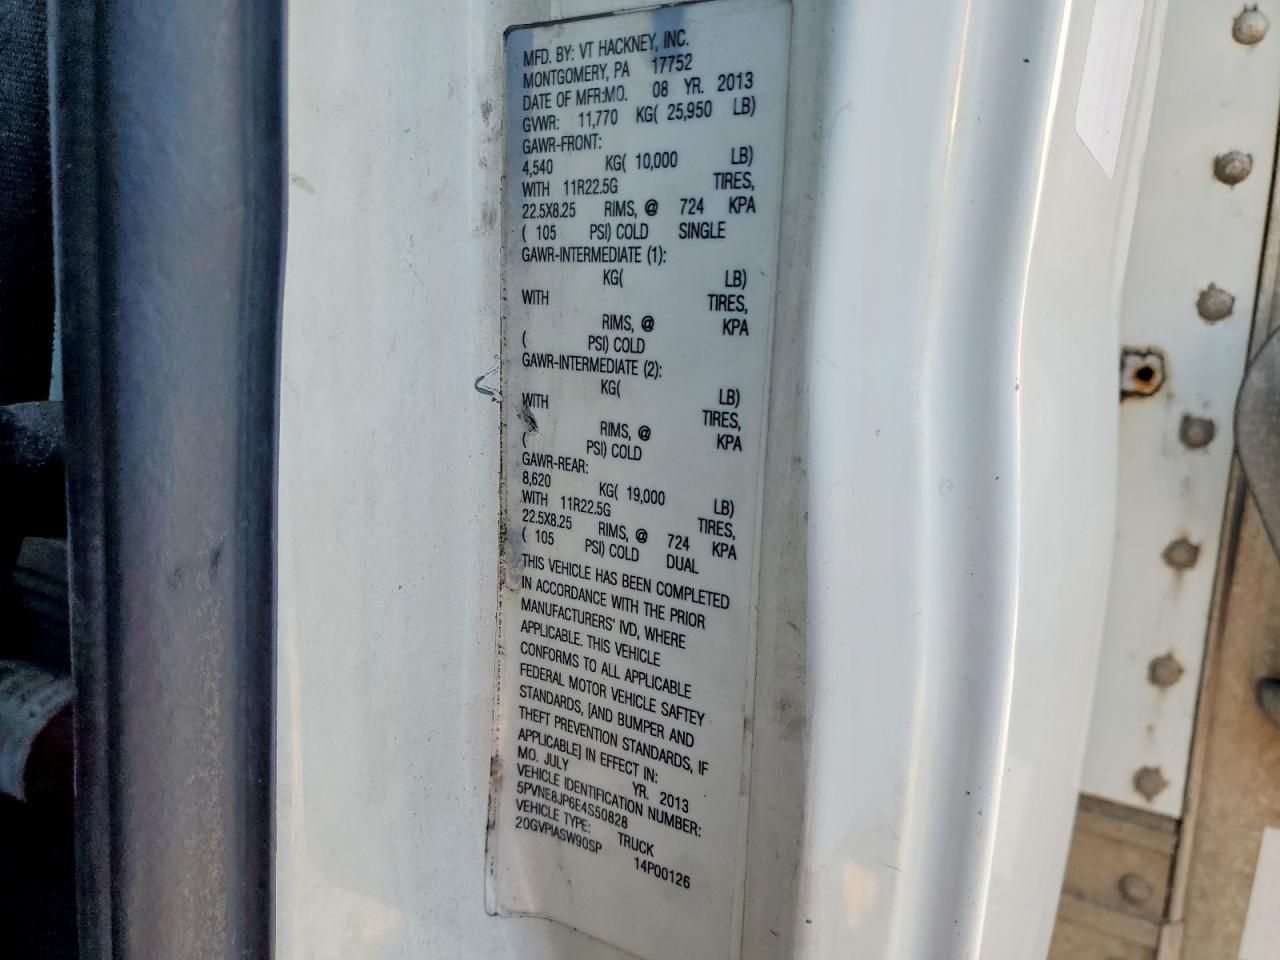 MFD. BY: VT HACKNEY, INC.
MONTGOMERY, PA 17752
DATE OF MFR:MO. 08 YR. 2013
GVWR: 11,770 KG( 25,950 LB)
GAWR-FRONT:
4,540 KG( 10,000 LB)
WITH 11R22.5G TIRES,
22.5X8.25 RIMS, @ 724 KPA
( 105 PSI) COLD SINGLE
GAWR-INTERMEDIATE (1):
KG( LB)
WITH TIRES,
RIMS, @ KPA
( PSI) COLD
GAWR-INTERMEDIATE (2):
KG( LB)
WITH TIRES,
RIMS, @ KPA
( PSI) COLD
GAWR-REAR:
8,620 KG( 19,000 LB)
WITH 11R22.5G TIRES,
22.5X8.25 RIMS, @ 724 KPA
( 105 PSI) COLD DUAL
THIS VEHICLE HAS BEEN COMPLETED
IN ACCORDANCE WITH THE PRIOR
MANUFACTURERS' IVD, WHERE
APPLICABLE. THIS VEHICLE
CONFORMS TO ALL APPLICABLE
FEDERAL MOTOR VEHICLE SAFTEY
STANDARDS, [AND BUMPER AND
THEFT PREVENTION STANDARDS, IF
APPLICABLE] IN EFFECT IN:
MO. JULY YR. 2013
VEHICLE IDENTIFICATION NUMBER:
5PVNE8JP6E4S50828
VEHICLE TYPE: TRUCK
20GVPIASW90SP 14P00126